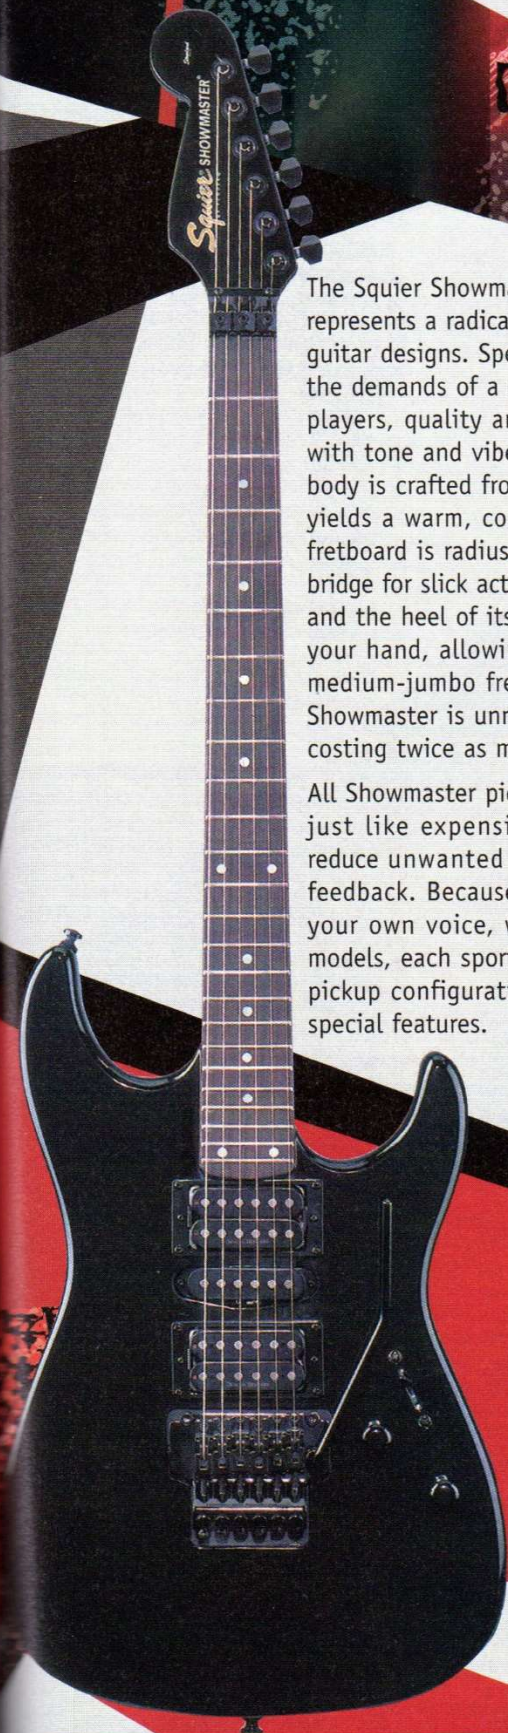 Squier® SHOWMASTER®
The Squier Showma
represents a radica
guitar designs. Spe
the demands of a
players, quality an
with tone and vibe
body is crafted fro
yields a warm, co
fretboard is radius
bridge for slick act
and the heel of its
your hand, allowi
medium-jumbo fre
Showmaster is unm
costing twice as m
All Showmaster pic
just like expensi
reduce unwanted
feedback. Because
your own voice, w
models, each spor
pickup configurat
special features.